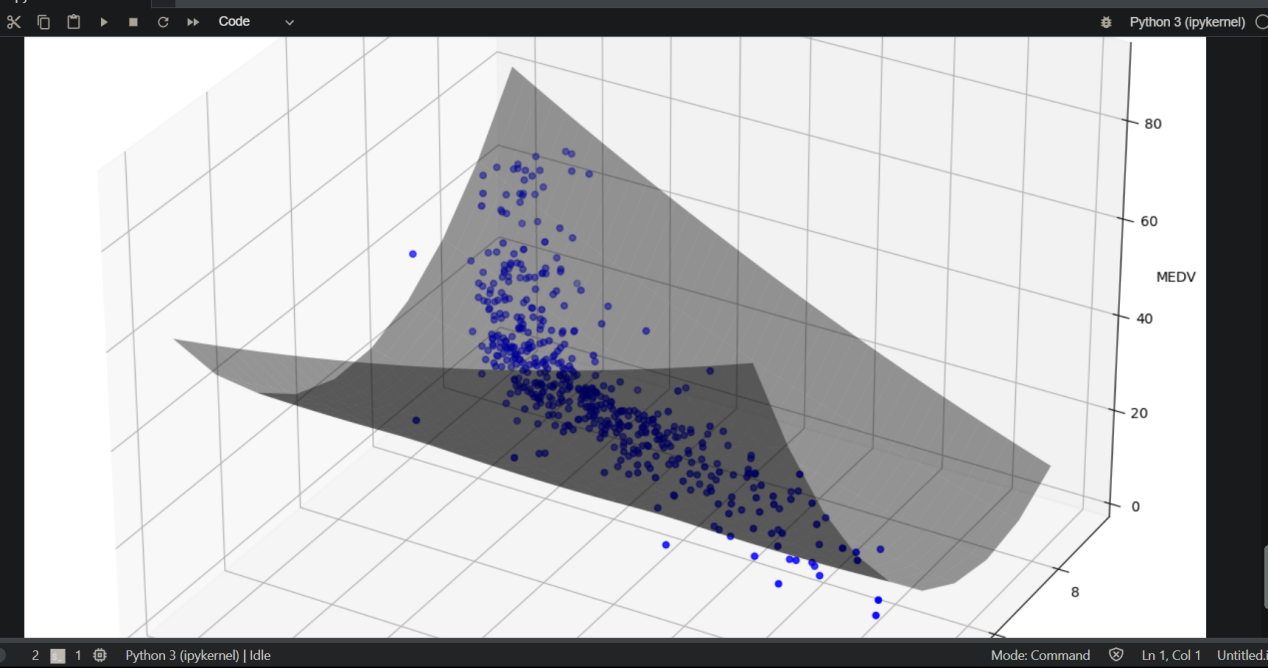 Code
Python 3 (ipykernel)
80
60
MEDV
40
20
0
8
2
1
Python 3 (ipykernel) | Idle
Mode: Command
Ln 1, Col 1
Untitled.i